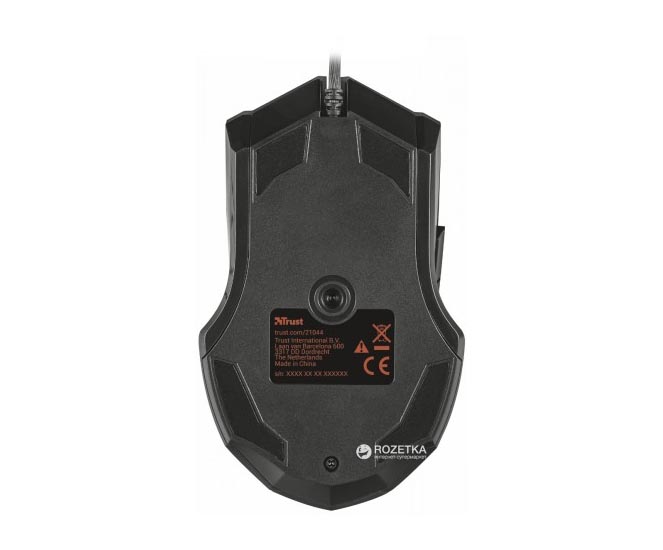 Trust
trust.com/21044
Trust International B.V.
Laan van Barcelona 600
3317 DD Dordrecht
The Netherlands
Made in China
s/n: XXXX XX XX XXXXXX
CE
ROZETKA
интернет-супермаркет